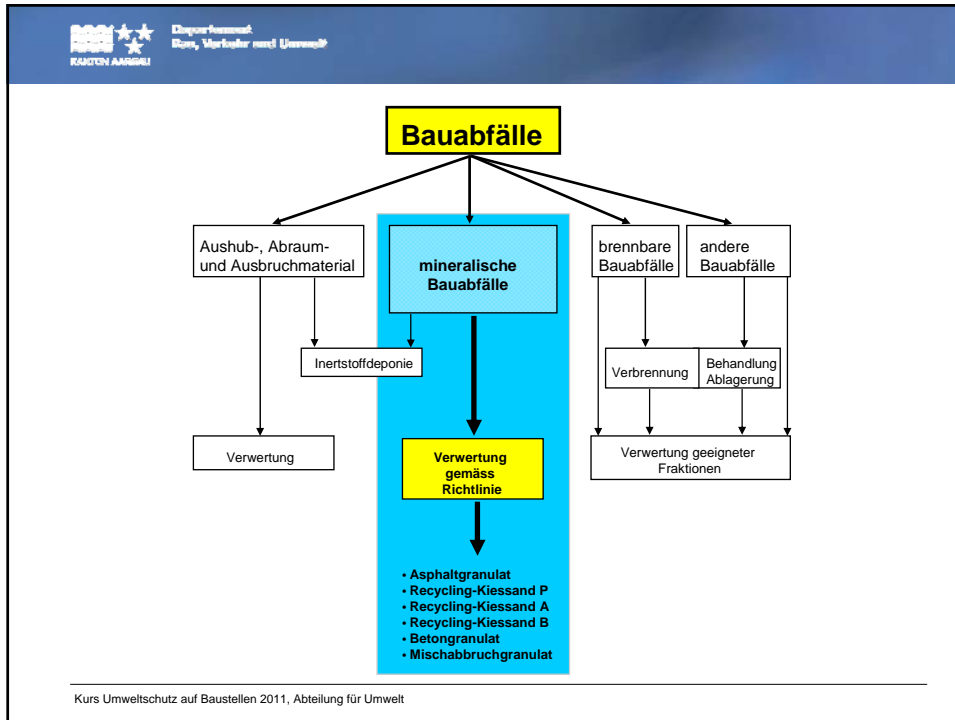 Departement
Bau, Verkehr und Umwelt
KANTON AARGAU
Bauabfälle
Aushub-, Abraum-
und Ausbruchmaterial
mineralische
Bauabfälle
brennbare
Bauabfälle
andere
Bauabfälle
Inertstoffdeponie
Verbrennung
Behandlung
Ablagerung
Verwertung
Verwertung
gemäss
Richtlinie
Verwertung geeigneter
Fraktionen
• Asphaltgranulat
• Recycling-Kiessand P
• Recycling-Kiessand A
• Recycling-Kiessand B
• Betongranulat
• Mischabbruchgranulat
Kurs Umweltschutz auf Baustellen 2011, Abteilung für Umwelt